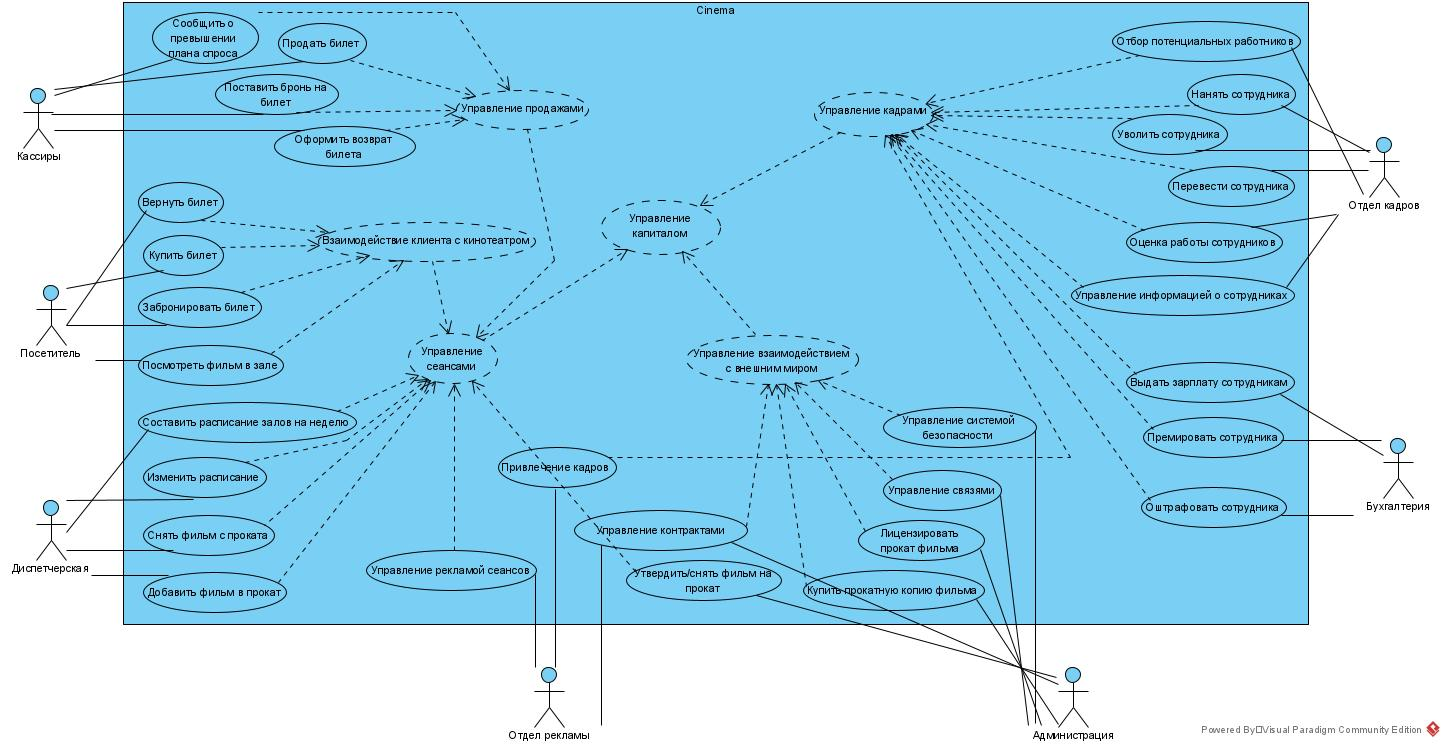 Cinema
Сообщить о
превышении
плана спроса
Продать билет
Поставить бронь на
билет
Управление продажами
Оформить возврат
билета
Кассиры
Отбор потенциальных работников
Нанять сотрудника
Управление кадрами
Уволить сотрудника
Перевести сотрудника
Отдел кадров
Вернуть билет
Управление
капиталом
Взаимодействие клиента с кинотеатром
Оценка работы сотрудников
Купить билет
Забронировать билет
Управление информацией о сотрудниках
Посетитель
Посмотреть фильм в зале
Управление
сеансами
Управление взаимодействием
с внешним миром
Выдать зарплату сотрудникам
Составить расписание залов на неделю
Управление системой
безопасности
Премировать сотрудника
Изменить расписание
Привлечение кадров
Управление связями
Оштрафовать сотрудника
Бухгалтерия
Снять фильм с проката
Управление контрактами
Лицензировать
прокат фильма
Диспетчерская
Управление рекламой сеансов
Утвердить/снять фильм на
прокат
Купить прокатную копию фильма
Добавить фильм в прокат
Отдел рекламы
Администрация
Powered By Visual Paradigm Community Edition